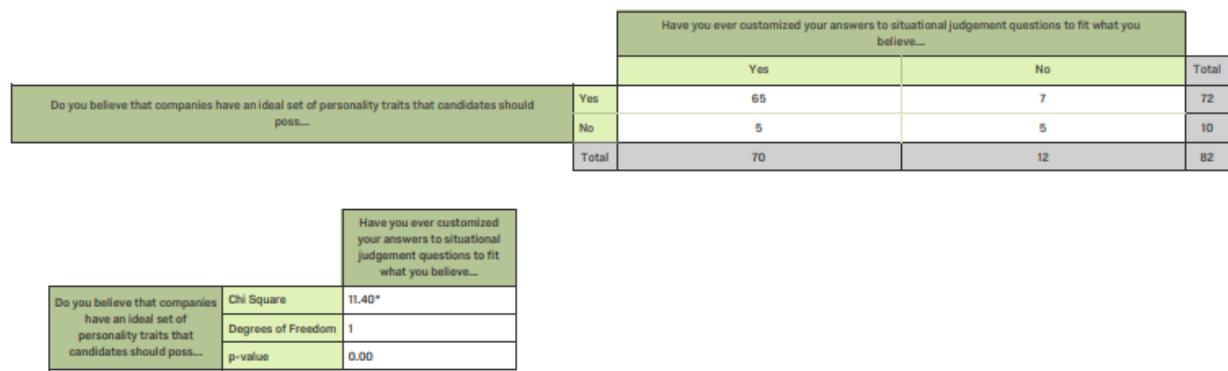 Have you ever customized your answers to situational judgement questions to fit what you
believe....
Yes No Total
Do you believe that companies have an ideal set of personality traits that candidates should
poss....
Yes 65 7 72
No 5 5 10
Total 70 12 82
Have you ever customized
your answers to situational
judgement questions to fit
what you believe....
Do you believe that companies
have an ideal set of
personality traits that
candidates should poss....
Chi Square 11.40*
Degrees of Freedom 1
p-value 0.00